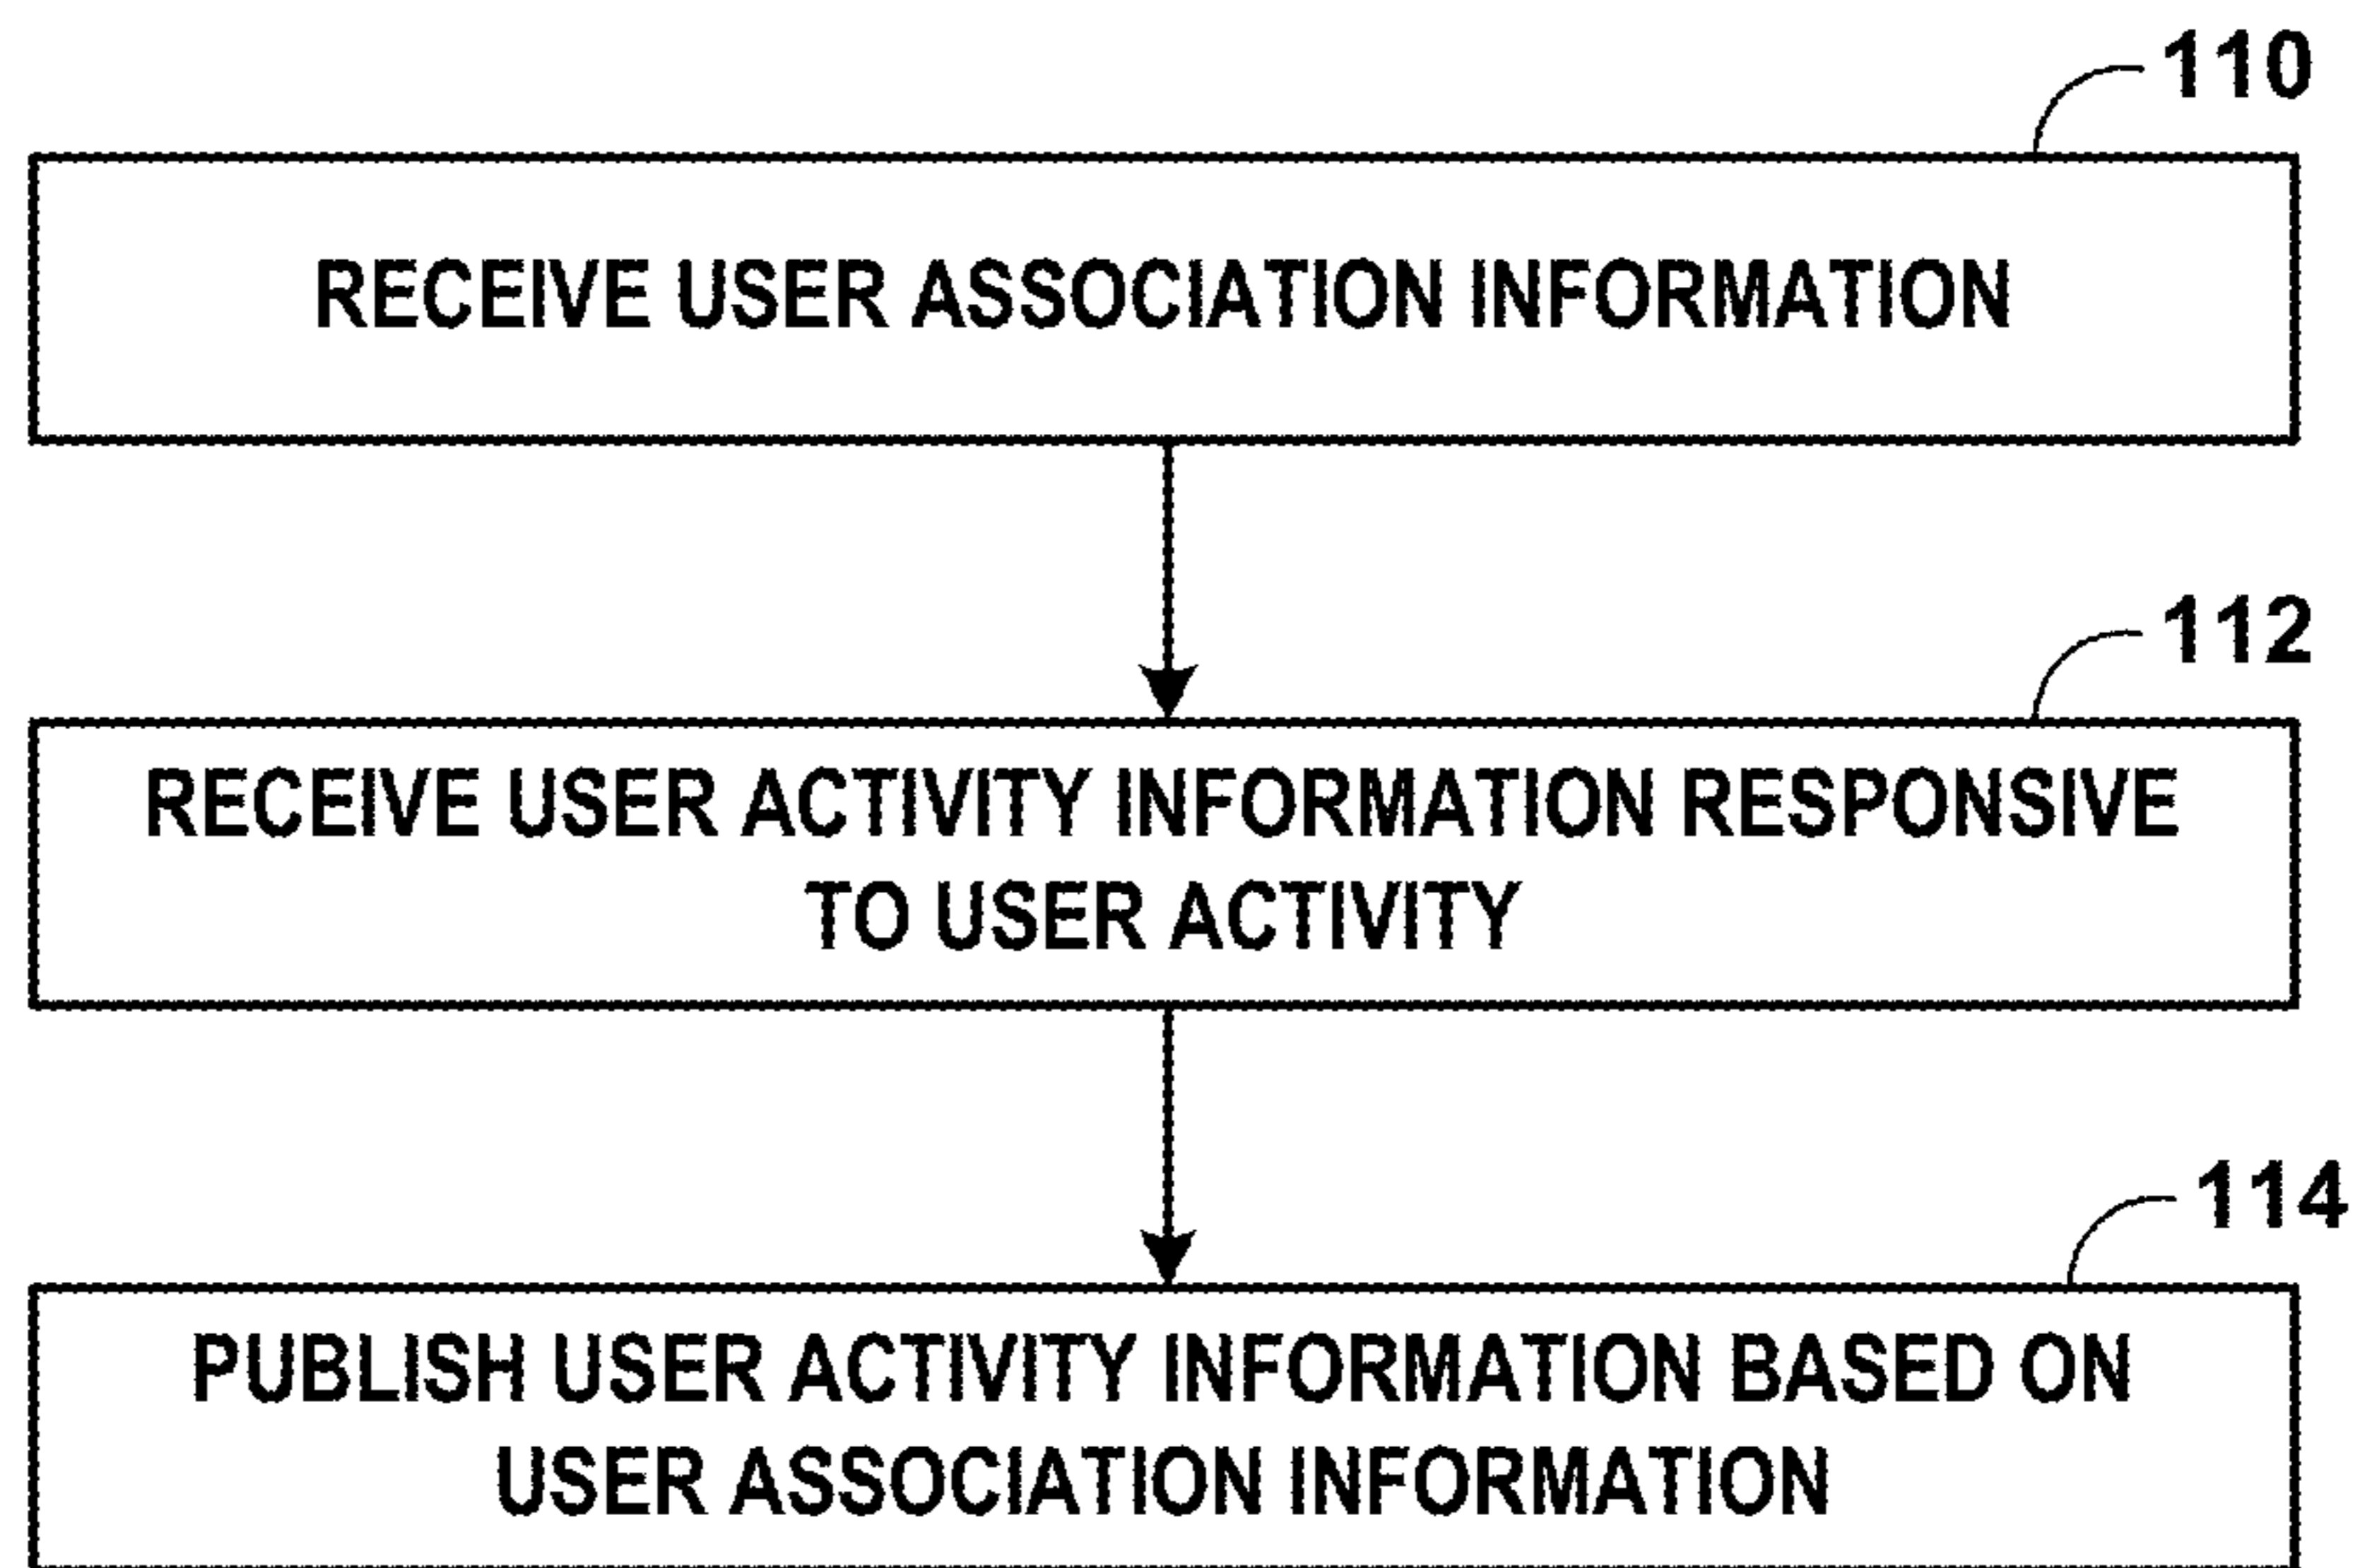 110
RECEIVE USER ASSOCIATION INFORMATION
112
RECEIVE USER ACTIVITY INFORMATION RESPONSIVE
TO USER ACTIVITY
114
PUBLISH USER ACTIVITY INFORMATION BASED ON
USER ASSOCIATION INFORMATION